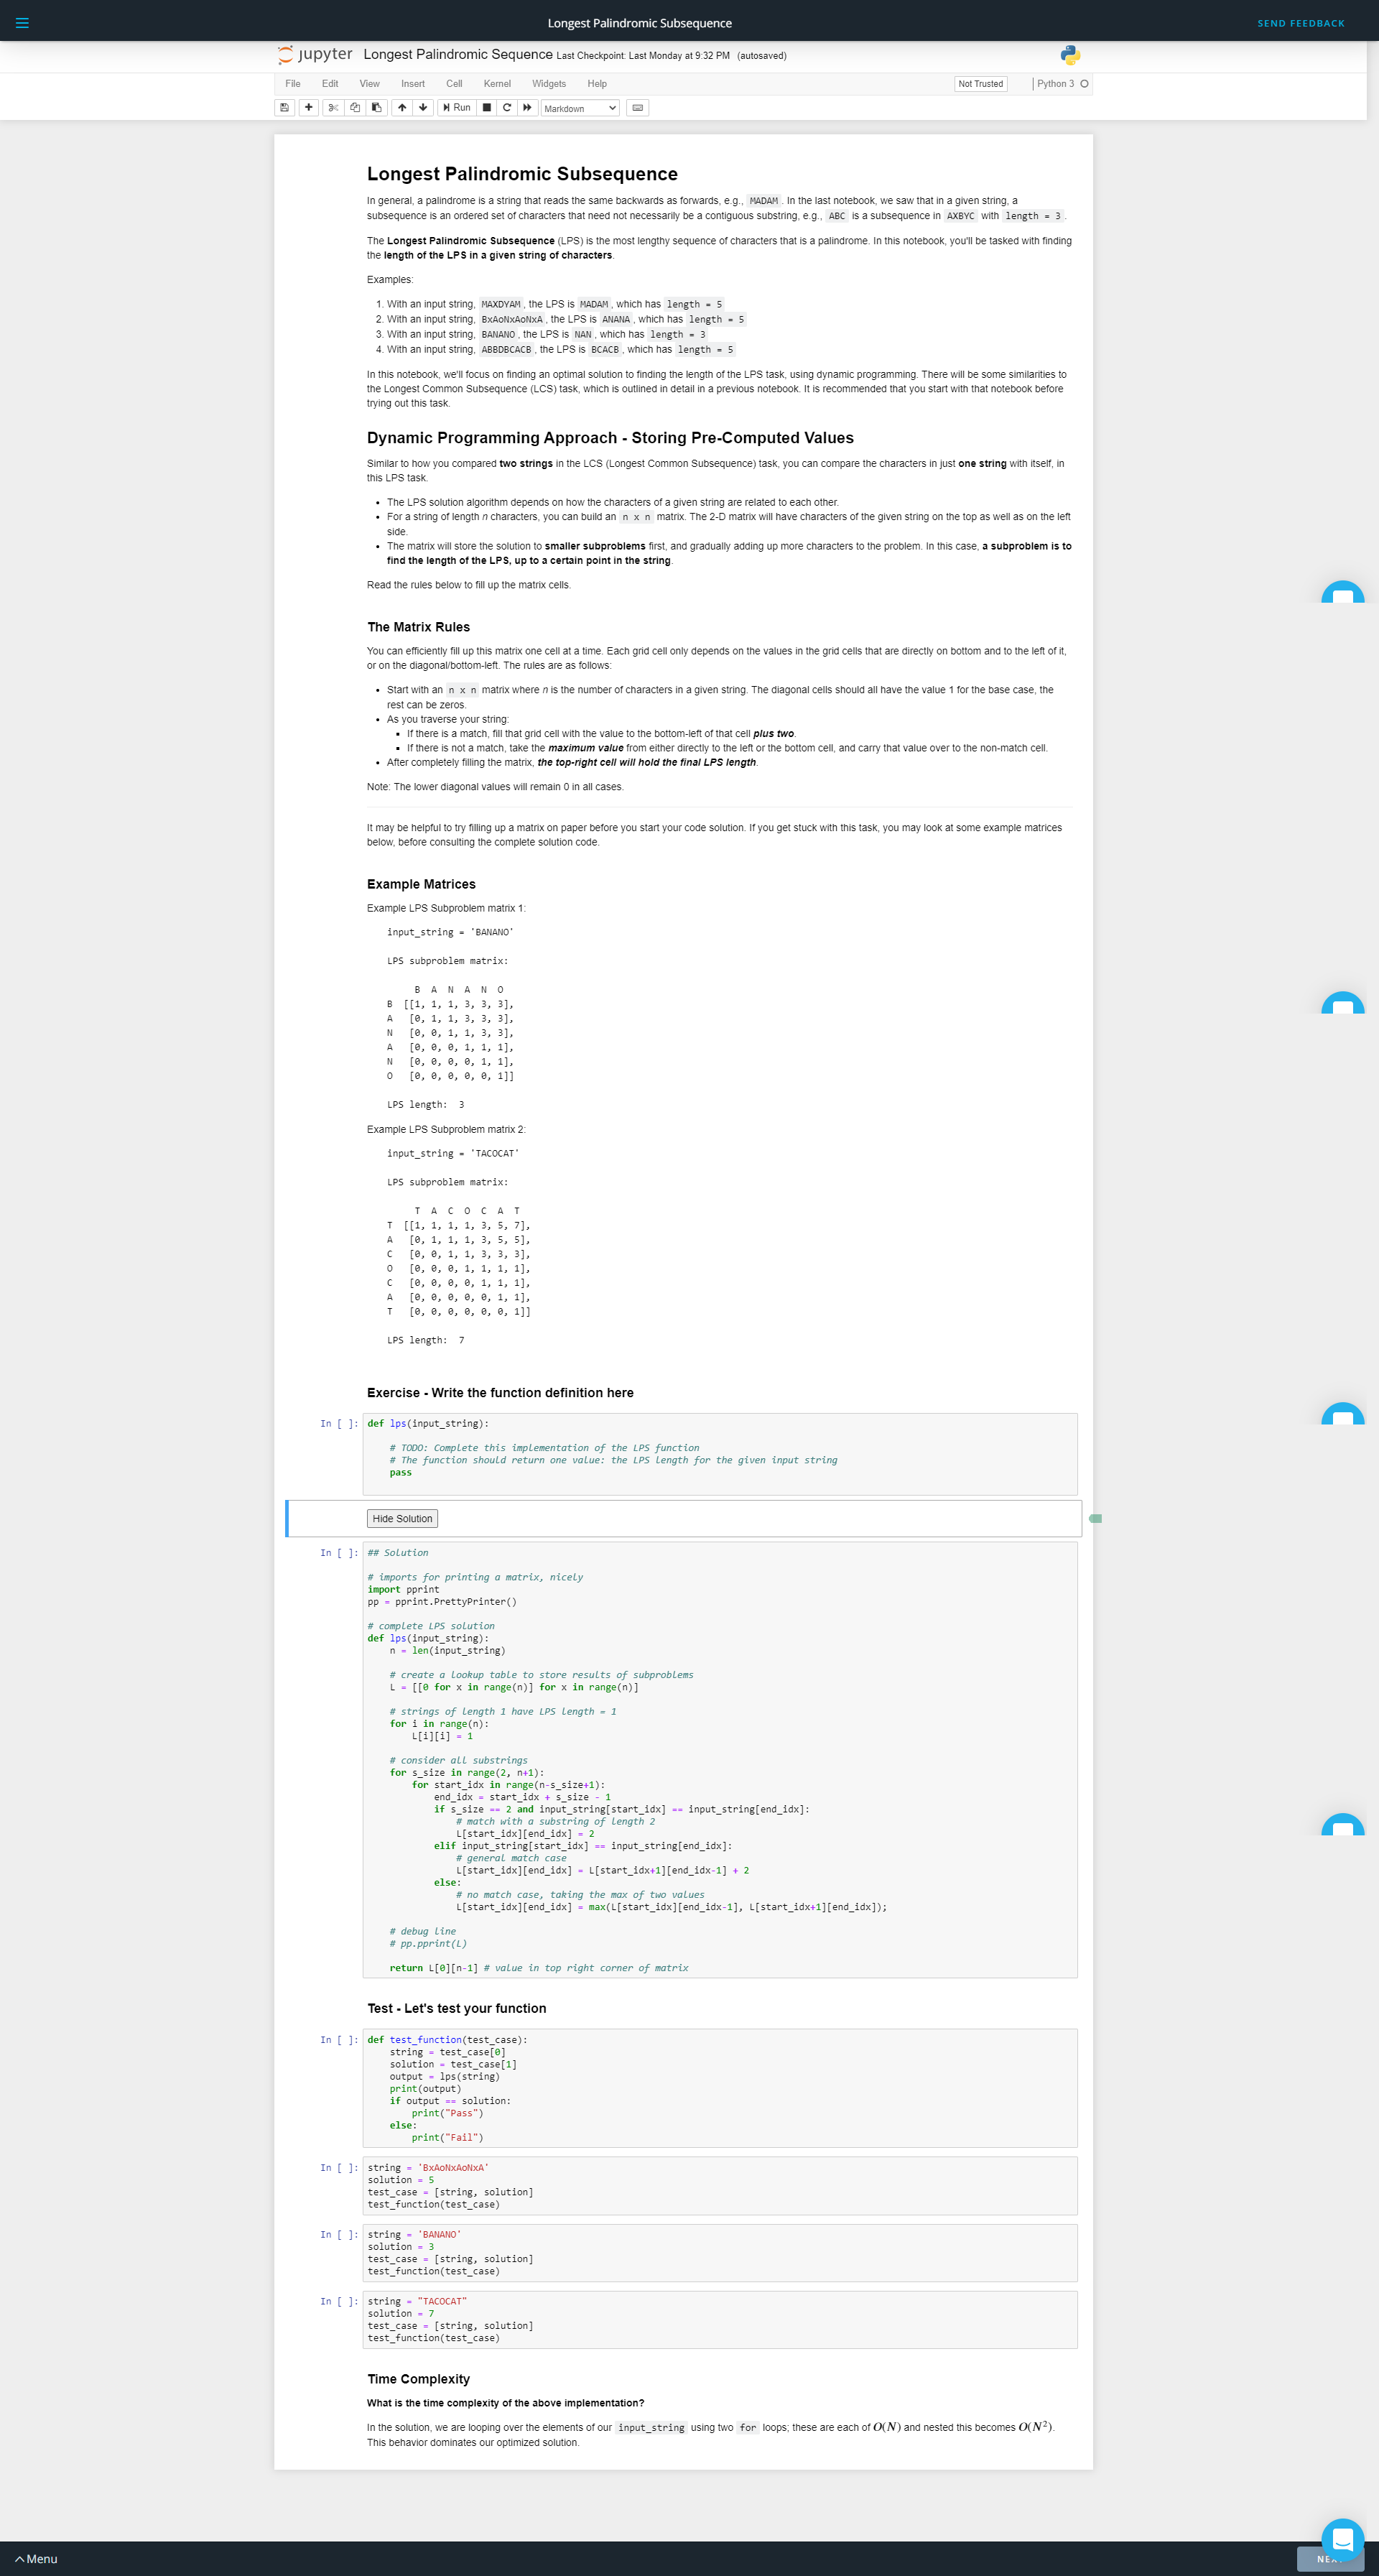 Longest Palindromic Subsequence
SEND FEEDBACK
jupyter Longest Palindromic Sequence Last Checkpoint: Last Monday at 9:32 PM (autosaved)
File Edit View Insert Cell Kernel Widgets Help
Not Trusted
Python 3
Run
Markdown
Longest Palindromic Subsequence
In general, a palindrome is a string that reads the same backwards as forwards, e.g., MADAM . In the last notebook, we saw that in a given string, a
subsequence is an ordered set of characters that need not necessarily be a contiguous substring, e.g., ABC is a subsequence in AXBYC with length = 3 .
The Longest Palindromic Subsequence (LPS) is the most lengthy sequence of characters that is a palindrome. In this notebook, you'll be tasked with finding
the length of the LPS in a given string of characters.
Examples:
1. With an input string, MAXDYAM , the LPS is MADAM , which has length = 5
2. With an input string, BxAoNxAoNxA , the LPS is ANANA , which has length = 5
3. With an input string, BANANO , the LPS is NAN , which has length = 3
4. With an input string, ABBDBCACB , the LPS is BCACB , which has length = 5
In this notebook, we'll focus on finding an optimal solution to finding the length of the LPS task, using dynamic programming. There will be some similarities to
the Longest Common Subsequence (LCS) task, which is outlined in detail in a previous notebook. It is recommended that you start with that notebook before
trying out this task.
Dynamic Programming Approach - Storing Pre-Computed Values
Similar to how you compared two strings in the LCS (Longest Common Subsequence) task, you can compare the characters in just one string with itself, in
this LPS task.
• The LPS solution algorithm depends on how the characters of a given string are related to each other.
• For a string of length n characters, you can build an n x n matrix. The 2-D matrix will have characters of the given string on the top as well as on the left
side.
• The matrix will store the solution to smaller subproblems first, and gradually adding up more characters to the problem. In this case, a subproblem is to
find the length of the LPS, up to a certain point in the string.
Read the rules below to fill up the matrix cells.
The Matrix Rules
You can efficiently fill up this matrix one cell at a time. Each grid cell only depends on the values in the grid cells that are directly on bottom and to the left of it,
or on the diagonal/bottom-left. The rules are as follows:
• Start with an n x n matrix where n is the number of characters in a given string. The diagonal cells should all have the value 1 for the base case, the
rest can be zeros.
• As you traverse your string:
▪ If there is a match, fill that grid cell with the value to the bottom-left of that cell plus two.
▪ If there is not a match, take the maximum value from either directly to the left or the bottom cell, and carry that value over to the non-match cell.
• After completely filling the matrix, the top-right cell will hold the final LPS length.
Note: The lower diagonal values will remain 0 in all cases.
It may be helpful to try filling up a matrix on paper before you start your code solution. If you get stuck with this task, you may look at some example matrices
below, before consulting the complete solution code.
Example Matrices
Example LPS Subproblem matrix 1:
input_string = 'BANANO'
LPS subproblem matrix:
     B  A  N  A  N  O
B  [[1, 1, 1, 3, 3, 3],
A   [0, 1, 1, 3, 3, 3],
N   [0, 0, 1, 1, 3, 3],
A   [0, 0, 0, 1, 1, 1],
N   [0, 0, 0, 0, 1, 1],
O   [0, 0, 0, 0, 0, 1]]
LPS length:  3
Example LPS Subproblem matrix 2:
input_string = 'TACOCAT'
LPS subproblem matrix:
     T  A  C  O  C  A  T
T  [[1, 1, 1, 1, 3, 5, 7],
A   [0, 1, 1, 1, 3, 5, 5],
C   [0, 0, 1, 1, 3, 3, 3],
O   [0, 0, 0, 1, 1, 1, 1],
C   [0, 0, 0, 0, 1, 1, 1],
A   [0, 0, 0, 0, 0, 1, 1],
T   [0, 0, 0, 0, 0, 0, 1]]
LPS length:  7
Exercise - Write the function definition here
In [ ]: def lps(input_string):
    # TODO: Complete this implementation of the LPS function
    # The function should return one value: the LPS length for the given input string
    pass
Hide Solution
In [ ]: ## Solution
# imports for printing a matrix, nicely
import pprint
pp = pprint.PrettyPrinter()
# complete LPS solution
def lps(input_string):
    n = len(input_string)
    # create a lookup table to store results of subproblems
    L = [[0 for x in range(n)] for x in range(n)]
    # strings of length 1 have LPS length = 1
    for i in range(n):
        L[i][i] = 1
    # consider all substrings
    for s_size in range(2, n+1):
        for start_idx in range(n-s_size+1):
            end_idx = start_idx + s_size - 1
            if s_size == 2 and input_string[start_idx] == input_string[end_idx]:
                # match with a substring of length 2
                L[start_idx][end_idx] = 2
            elif input_string[start_idx] == input_string[end_idx]:
                # general match case
                L[start_idx][end_idx] = L[start_idx+1][end_idx-1] + 2
            else:
                # no match case, taking the max of two values
                L[start_idx][end_idx] = max(L[start_idx][end_idx-1], L[start_idx+1][end_idx]);
    # debug line
    # pp.pprint(L)
    return L[0][n-1] # value in top right corner of matrix
Test - Let's test your function
In [ ]: def test_function(test_case):
    string = test_case[0]
    solution = test_case[1]
    output = lps(string)
    print(output)
    if output == solution:
        print("Pass")
    else:
        print("Fail")
In [ ]: string = 'BxAoNxAoNxA'
solution = 5
test_case = [string, solution]
test_function(test_case)
In [ ]: string = 'BANANO'
solution = 3
test_case = [string, solution]
test_function(test_case)
In [ ]: string = "TACOCAT"
solution = 7
test_case = [string, solution]
test_function(test_case)
Time Complexity
What is the time complexity of the above implementation?
In the solution, we are looping over the elements of our input_string using two for loops; these are each of O(N) and nested this becomes O(N²).
This behavior dominates our optimized solution.
Menu